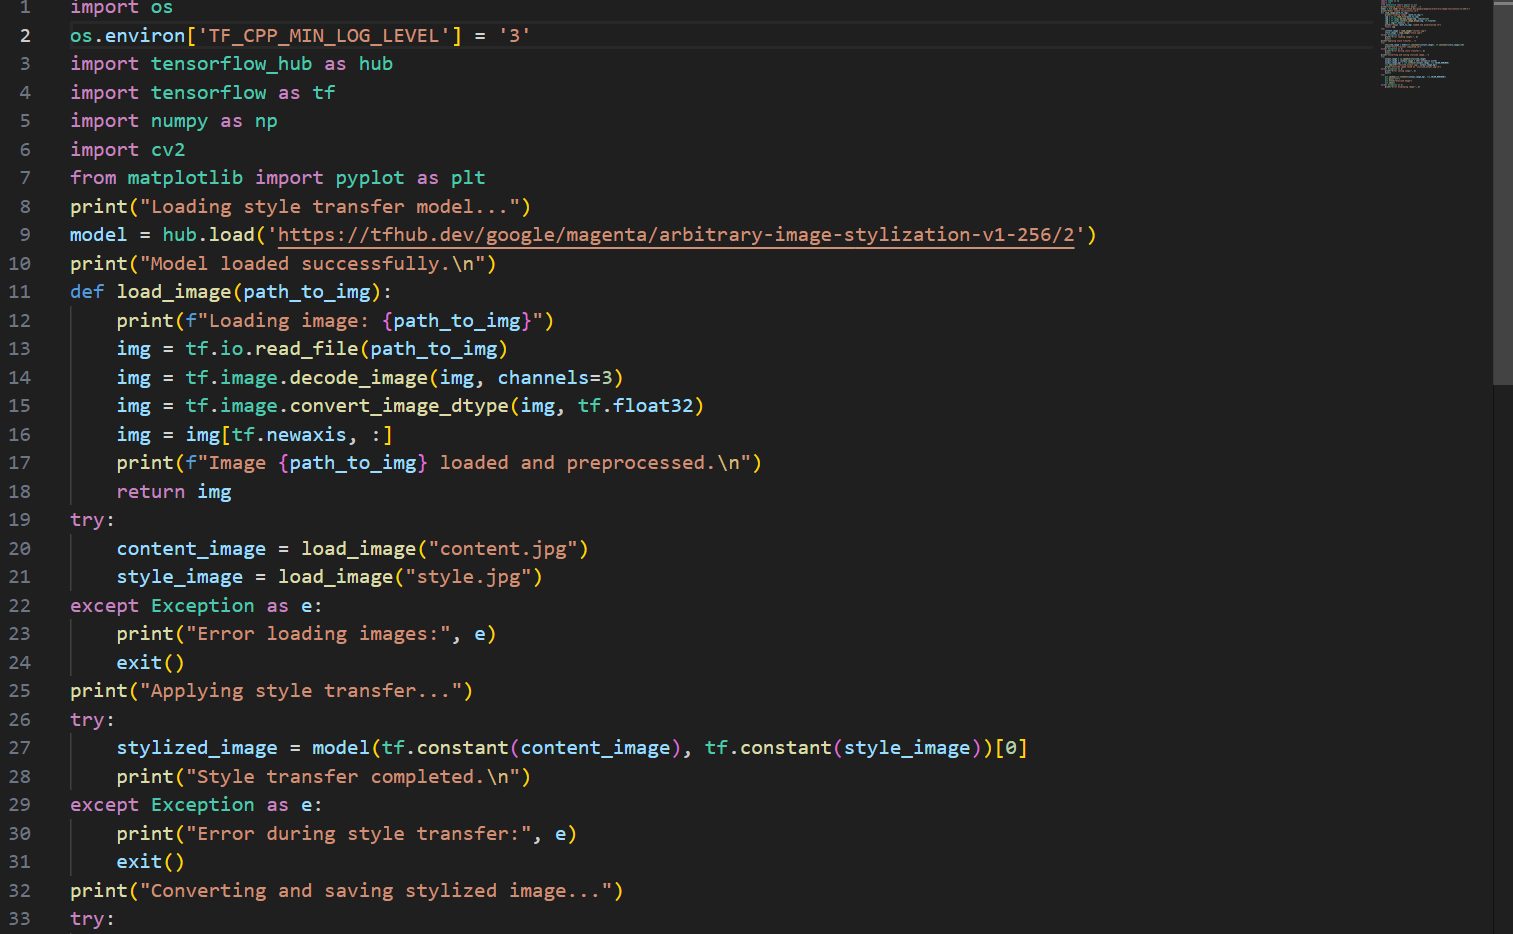 1 import os
2 os.environ['TF_CPP_MIN_LOG_LEVEL'] = '3'
3 import tensorflow_hub as hub
4 import tensorflow as tf
5 import numpy as np
6 import cv2
7 from matplotlib import pyplot as plt
8 print("Loading style transfer model...")
9 model = hub.load('https://tfhub.dev/google/magenta/arbitrary-image-stylization-v1-256/2')
10 print("Model loaded successfully.\n")
11 def load_image(path_to_img):
12     print(f"Loading image: {path_to_img}")
13     img = tf.io.read_file(path_to_img)
14     img = tf.image.decode_image(img, channels=3)
15     img = tf.image.convert_image_dtype(img, tf.float32)
16     img = img[tf.newaxis, :]
17     print(f"Image {path_to_img} loaded and preprocessed.\n")
18     return img
19 try:
20     content_image = load_image("content.jpg")
21     style_image = load_image("style.jpg")
22 except Exception as e:
23     print("Error loading images:", e)
24     exit()
25 print("Applying style transfer...")
26 try:
27     stylized_image = model(tf.constant(content_image), tf.constant(style_image))[0]
28     print("Style transfer completed.\n")
29 except Exception as e:
30     print("Error during style transfer:", e)
31     exit()
32 print("Converting and saving stylized image...")
33 try: